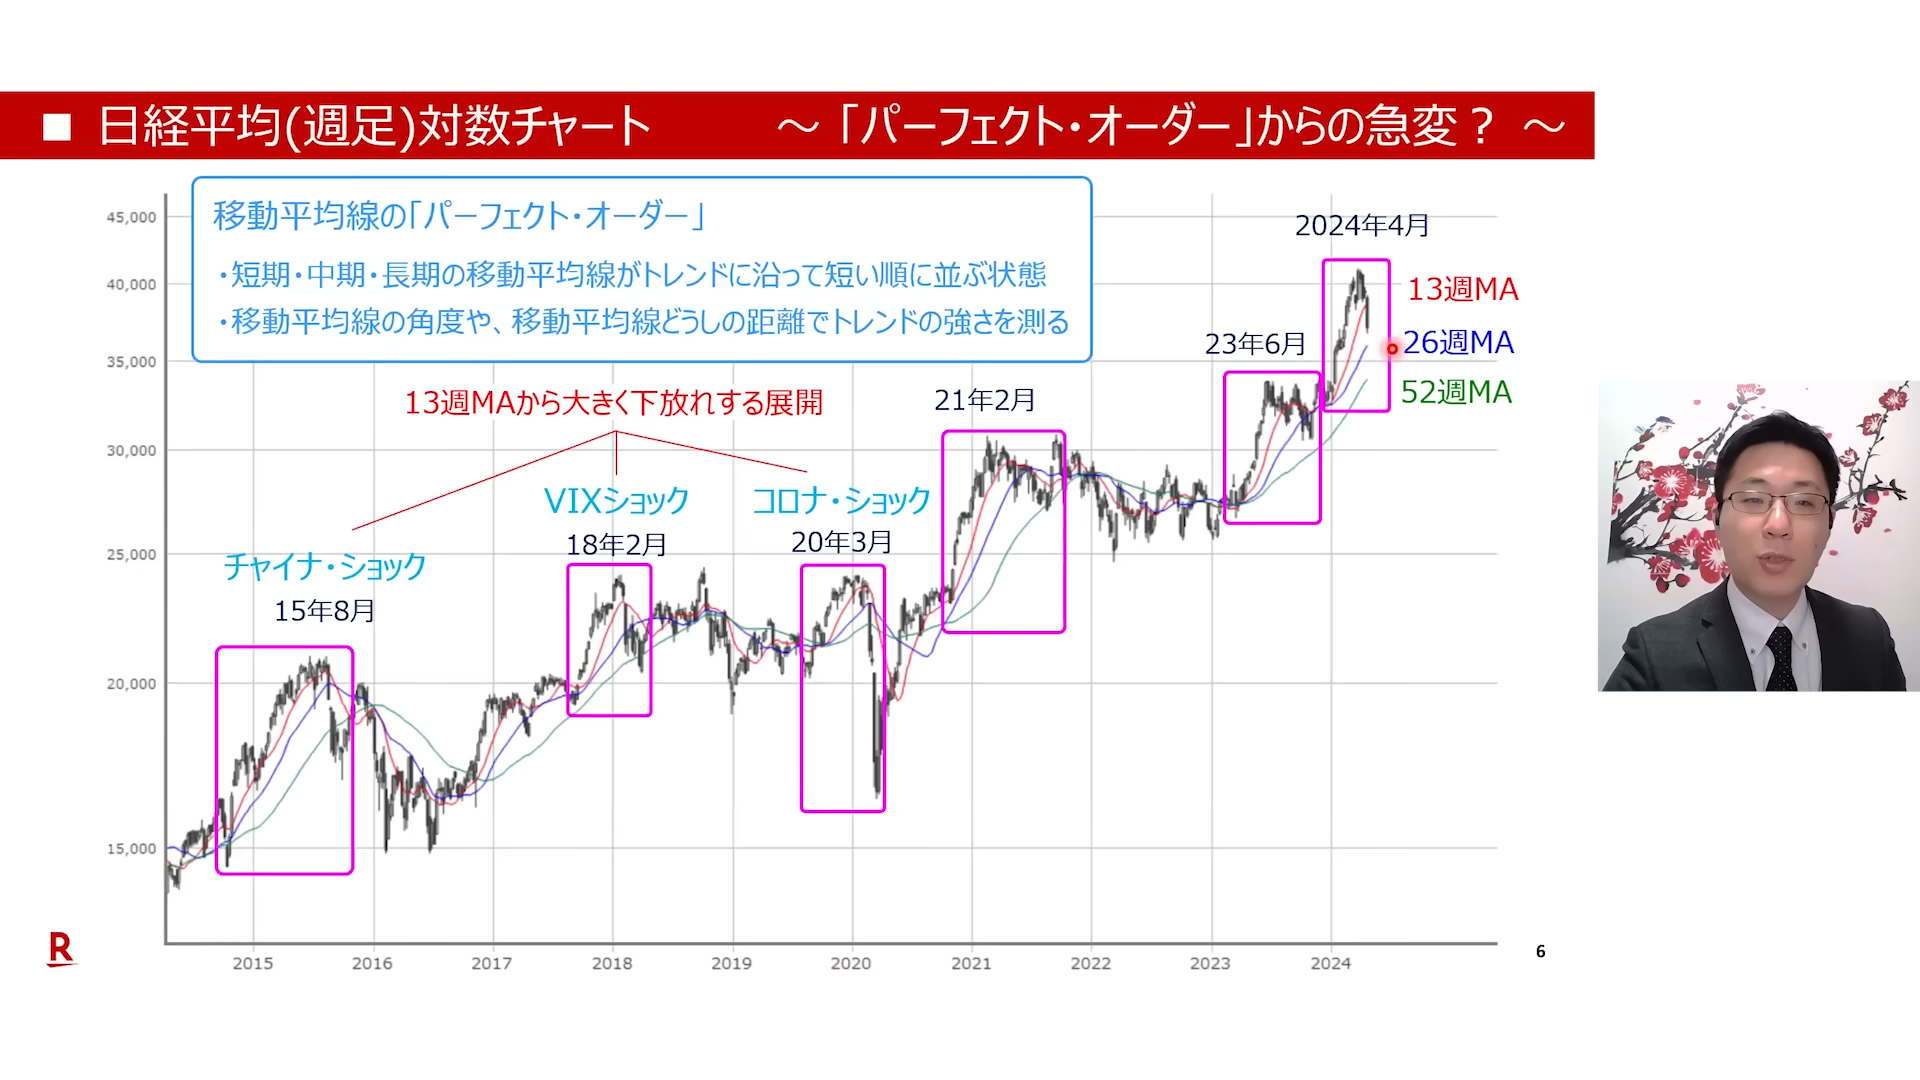 ■ 日経平均(週足)対数チャート ～「パーフェクト・オーダー」からの急変？ ～
移動平均線の「パーフェクト・オーダー」
・短期・中期・長期の移動平均線がトレンドに沿って短い順に並ぶ状態
・移動平均線の角度や、移動平均線どうしの距離でトレンドの強さを測る
45,000
40,000
35,000
30,000
25,000
20,000
15,000
2024年4月
13週MA
23年6月
26週MA
52週MA
21年2月
13週MAから大きく下放れする展開
VIXショック
18年2月
コロナ・ショック
20年3月
チャイナ・ショック
15年8月
2015 2016 2017 2018 2019 2020 2021 2022 2023 2024
R
6